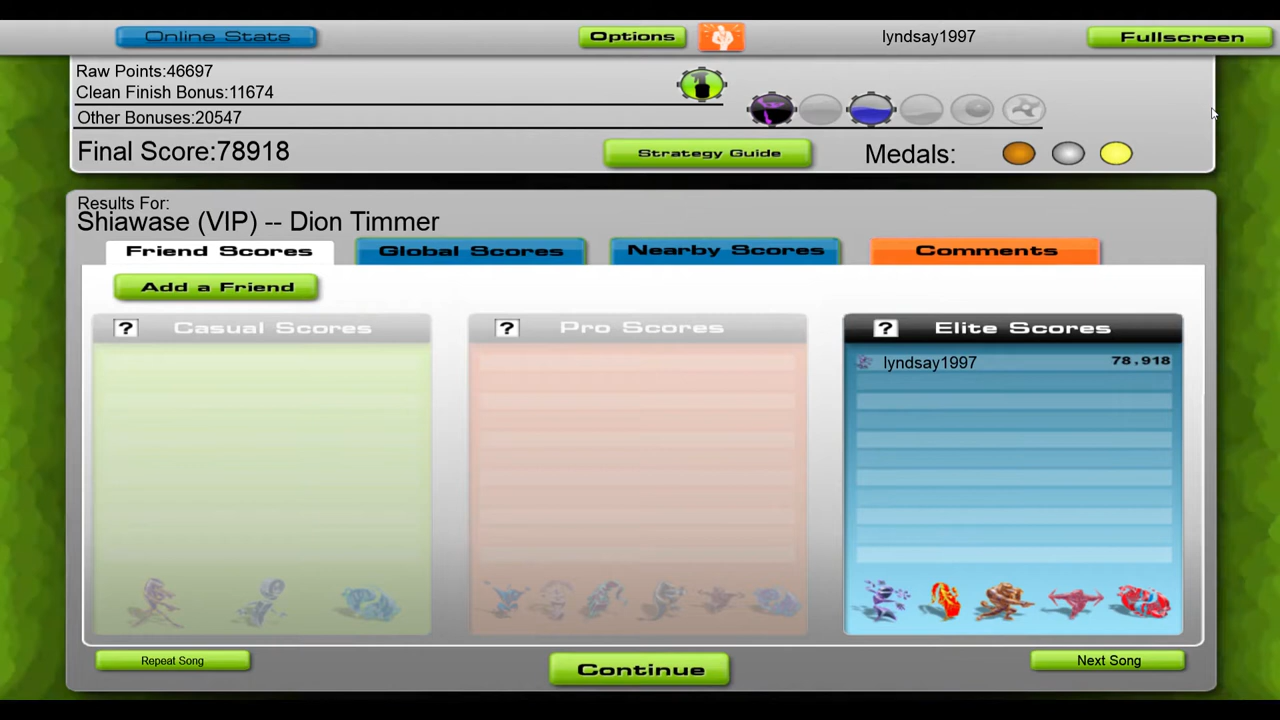 Online Stats
Options
lyndsay1997
Fullscreen
Raw Points:46697
Clean Finish Bonus:11674
Other Bonuses:20547
Final Score:78918
Strategy Guide
Medals:
Results For:
Shiawase (VIP) -- Dion Timmer
Friend Scores
Global Scores
Nearby Scores
Comments
Add a Friend
? Casual Scores
? Pro Scores
? Elite Scores
lyndsay1997 78,918
Repeat Song
Continue
Next Song